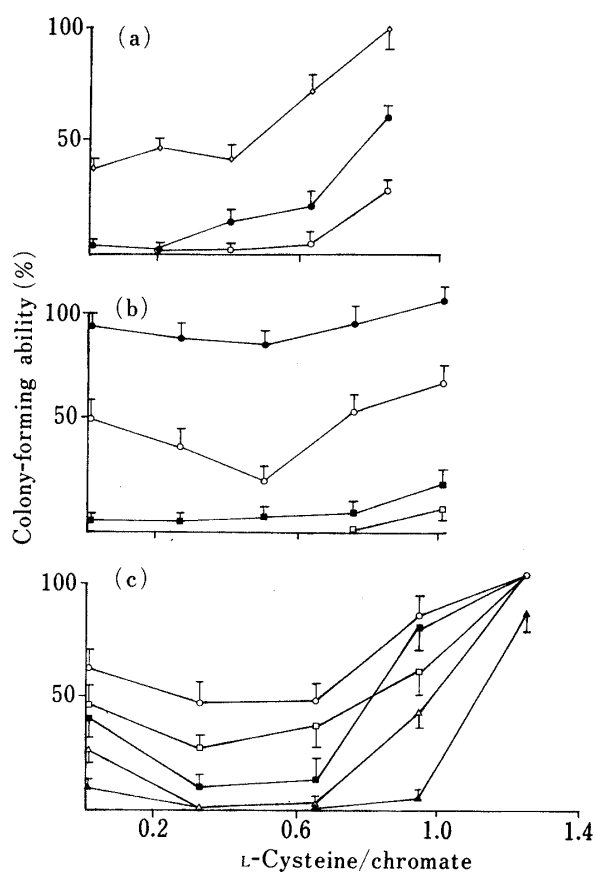 100
(a)
50
Colony-forming ability (%)
100
(b)
50
100
(c)
50
0.2
0.6
1.0
1.4
L-Cysteine/chromate